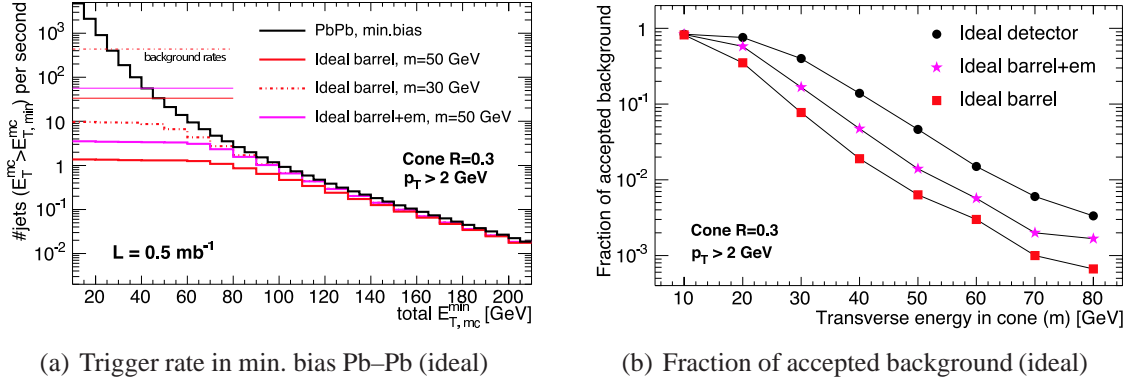 #jets (E_T^mc > E_T,min^mc) per second
10^3
10^2
10
1
10^-1
10^-2
PbPb, min.bias
Ideal barrel, m=50 GeV
Ideal barrel, m=30 GeV
Ideal barrel+em, m=50 GeV
background rates
Cone R=0.3
p_T > 2 GeV
L = 0.5 mb^-1
20 40 60 80 100 120 140 160 180 200
total E_T,mc^min [GeV]
(a) Trigger rate in min. bias Pb–Pb (ideal)
Fraction of accepted background
1
10^-1
10^-2
10^-3
Ideal detector
Ideal barrel+em
Ideal barrel
Cone R=0.3
p_T > 2 GeV
10 20 30 40 50 60 70 80
Transverse energy in cone (m) [GeV]
(b) Fraction of accepted background (ideal)